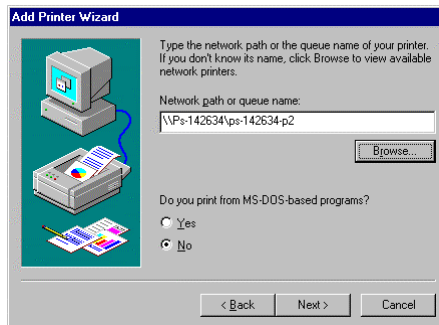 Add Printer Wizard
Type the network path or the queue name of your printer.
If you don't know its name, click Browse to view available
network printers.
Network path or queue name:
\\Ps-142634\ps-142634-p2
Browse...
Do you print from MS-DOS-based programs?
Yes
No
< Back
Next >
Cancel